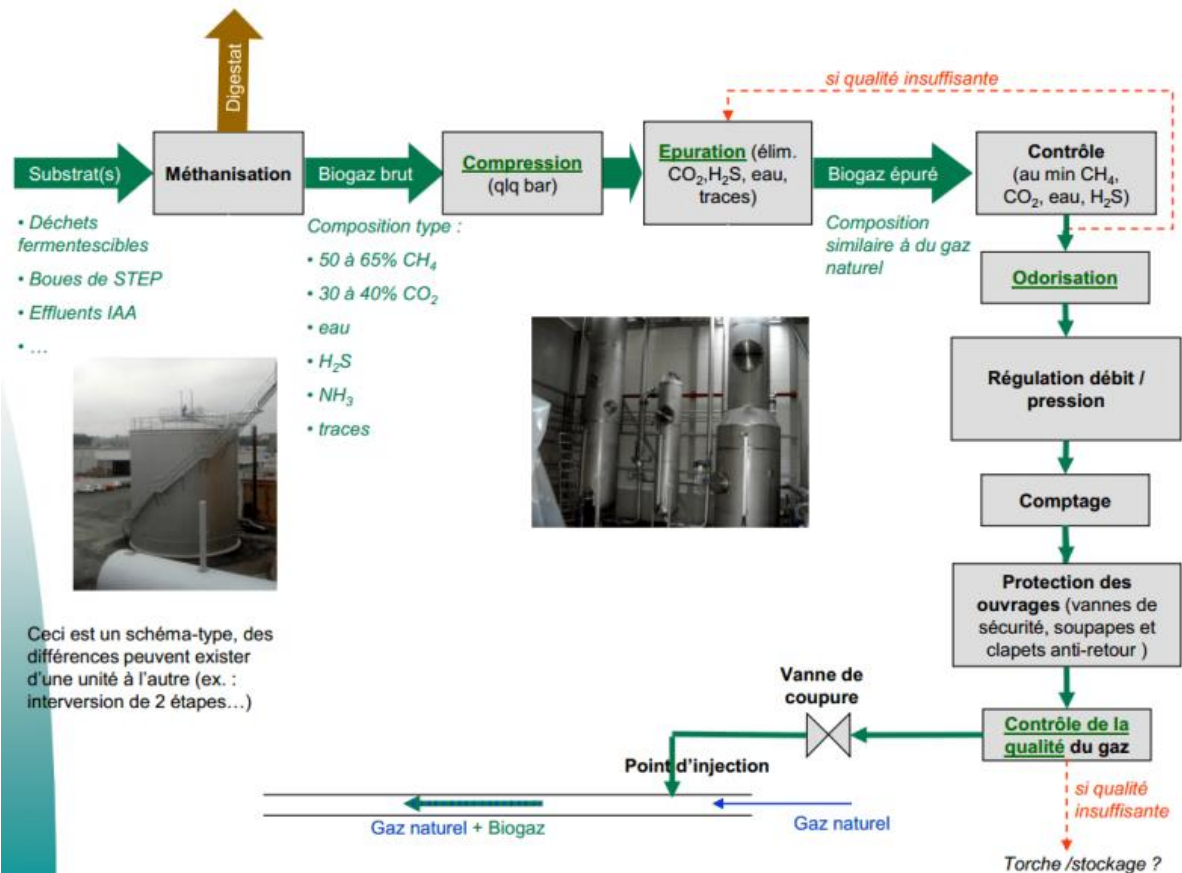 Digestat
si qualité insuffisante
Substrat(s)
Méthanisation
Biogaz brut
Compression
(qlq bar)
Epuration (élim.
CO₂,H₂S, eau,
traces)
Biogaz épuré
Contrôle
(au min CH₄,
CO₂, eau, H₂S)
• Déchets
fermentescibles
• Boues de STEP
• Effluents IAA
• ...
Composition type :
• 50 à 65% CH₄
• 30 à 40% CO₂
• eau
• H₂S
• NH₃
• traces
Composition
similaire à du gaz
naturel
Odorisation
Régulation débit /
pression
Comptage
Protection des
ouvrages (vannes de
sécurité, soupapes et
clapets anti-retour )
Ceci est un schéma-type, des
différences peuvent exister
d'une unité à l'autre (ex. :
interversion de 2 étapes…)
Vanne de
coupure
Contrôle de la
qualité du gaz
Point d'injection
Gaz naturel + Biogaz
Gaz naturel
si qualité
insuffisante
Torche /stockage ?